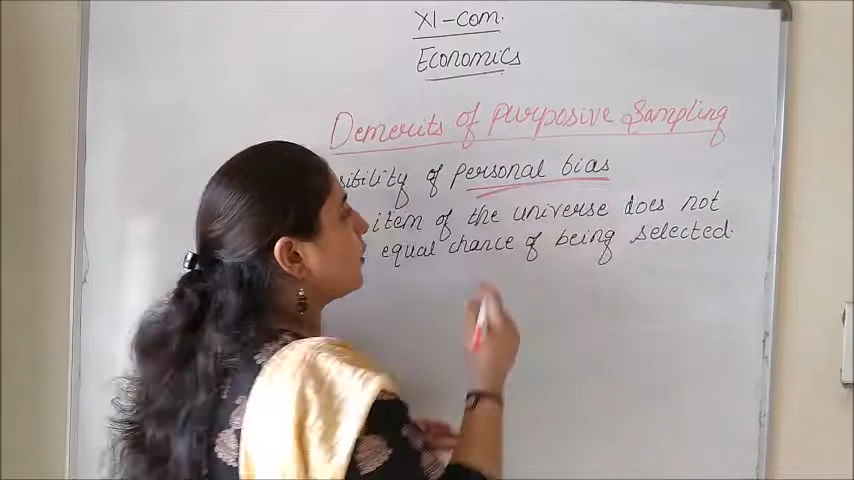 XI-Com.
Economics
Demerits of Purposive Sampling
sibility of personal bias
item of the universe does not
equal chance of being selected.